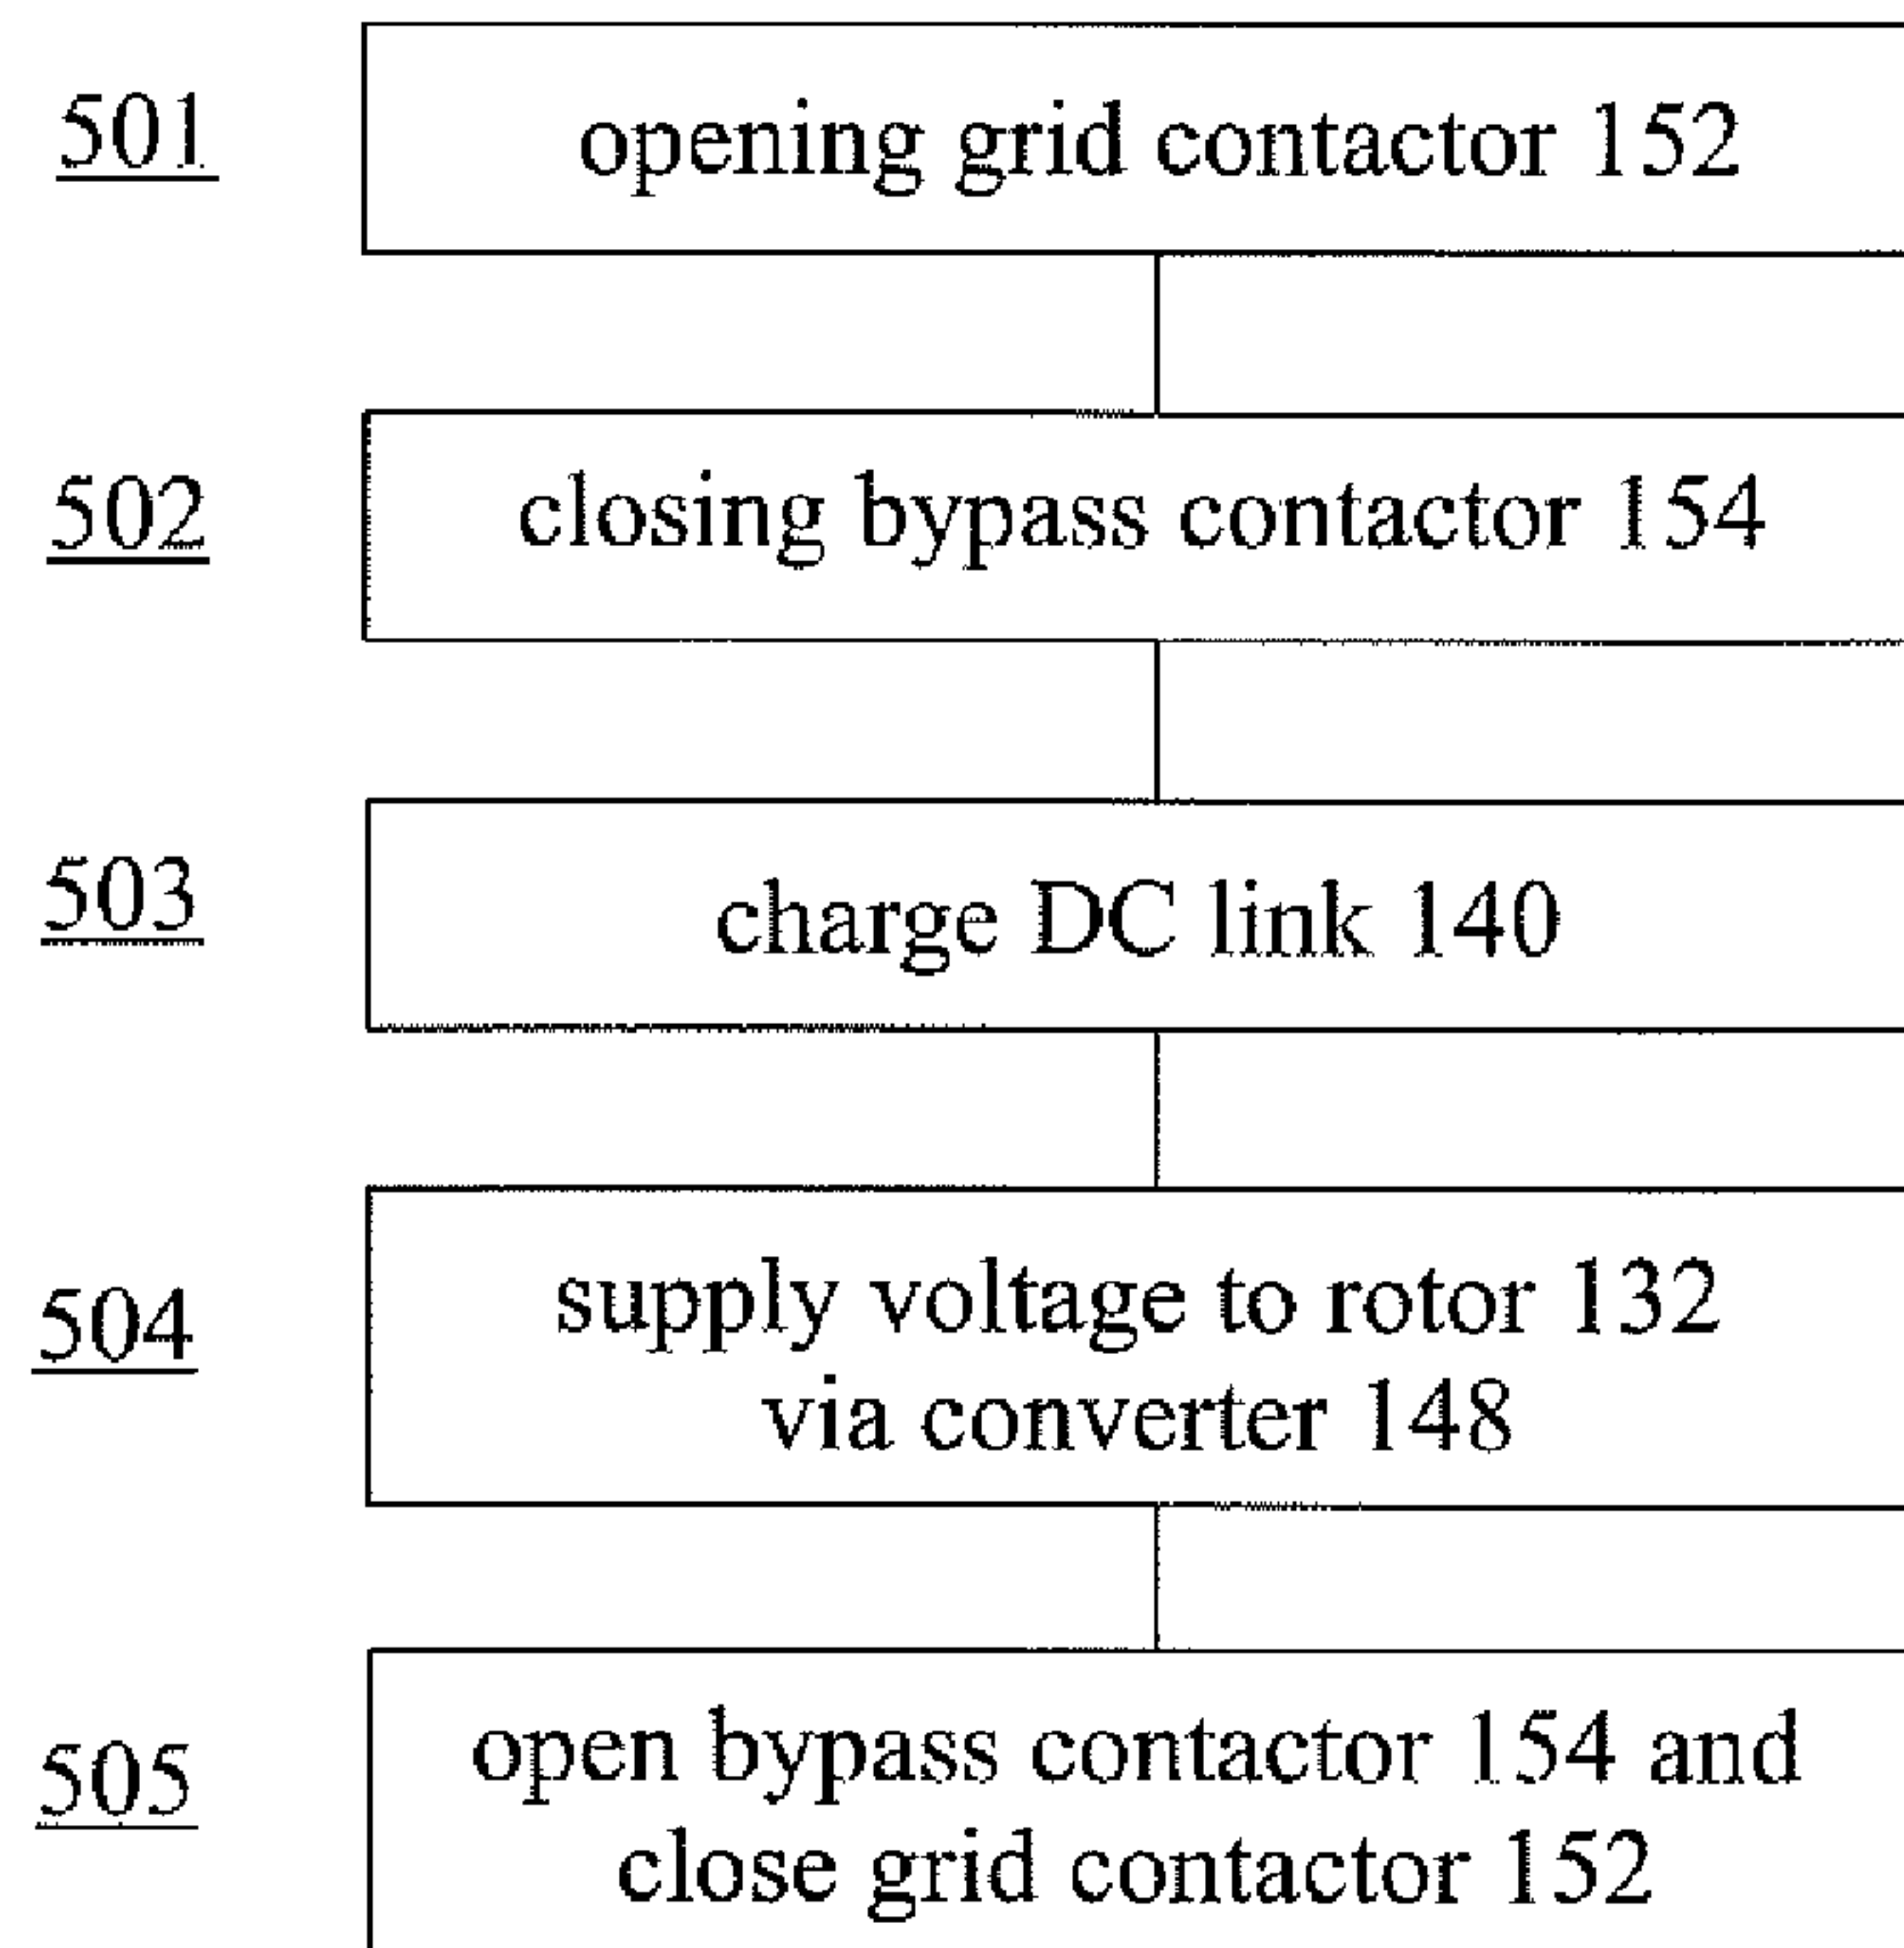 501
opening grid contactor 152
502
closing bypass contactor 154
503
charge DC link 140
504
supply voltage to rotor 132
via converter 148
505
open bypass contactor 154 and
close grid contactor 152